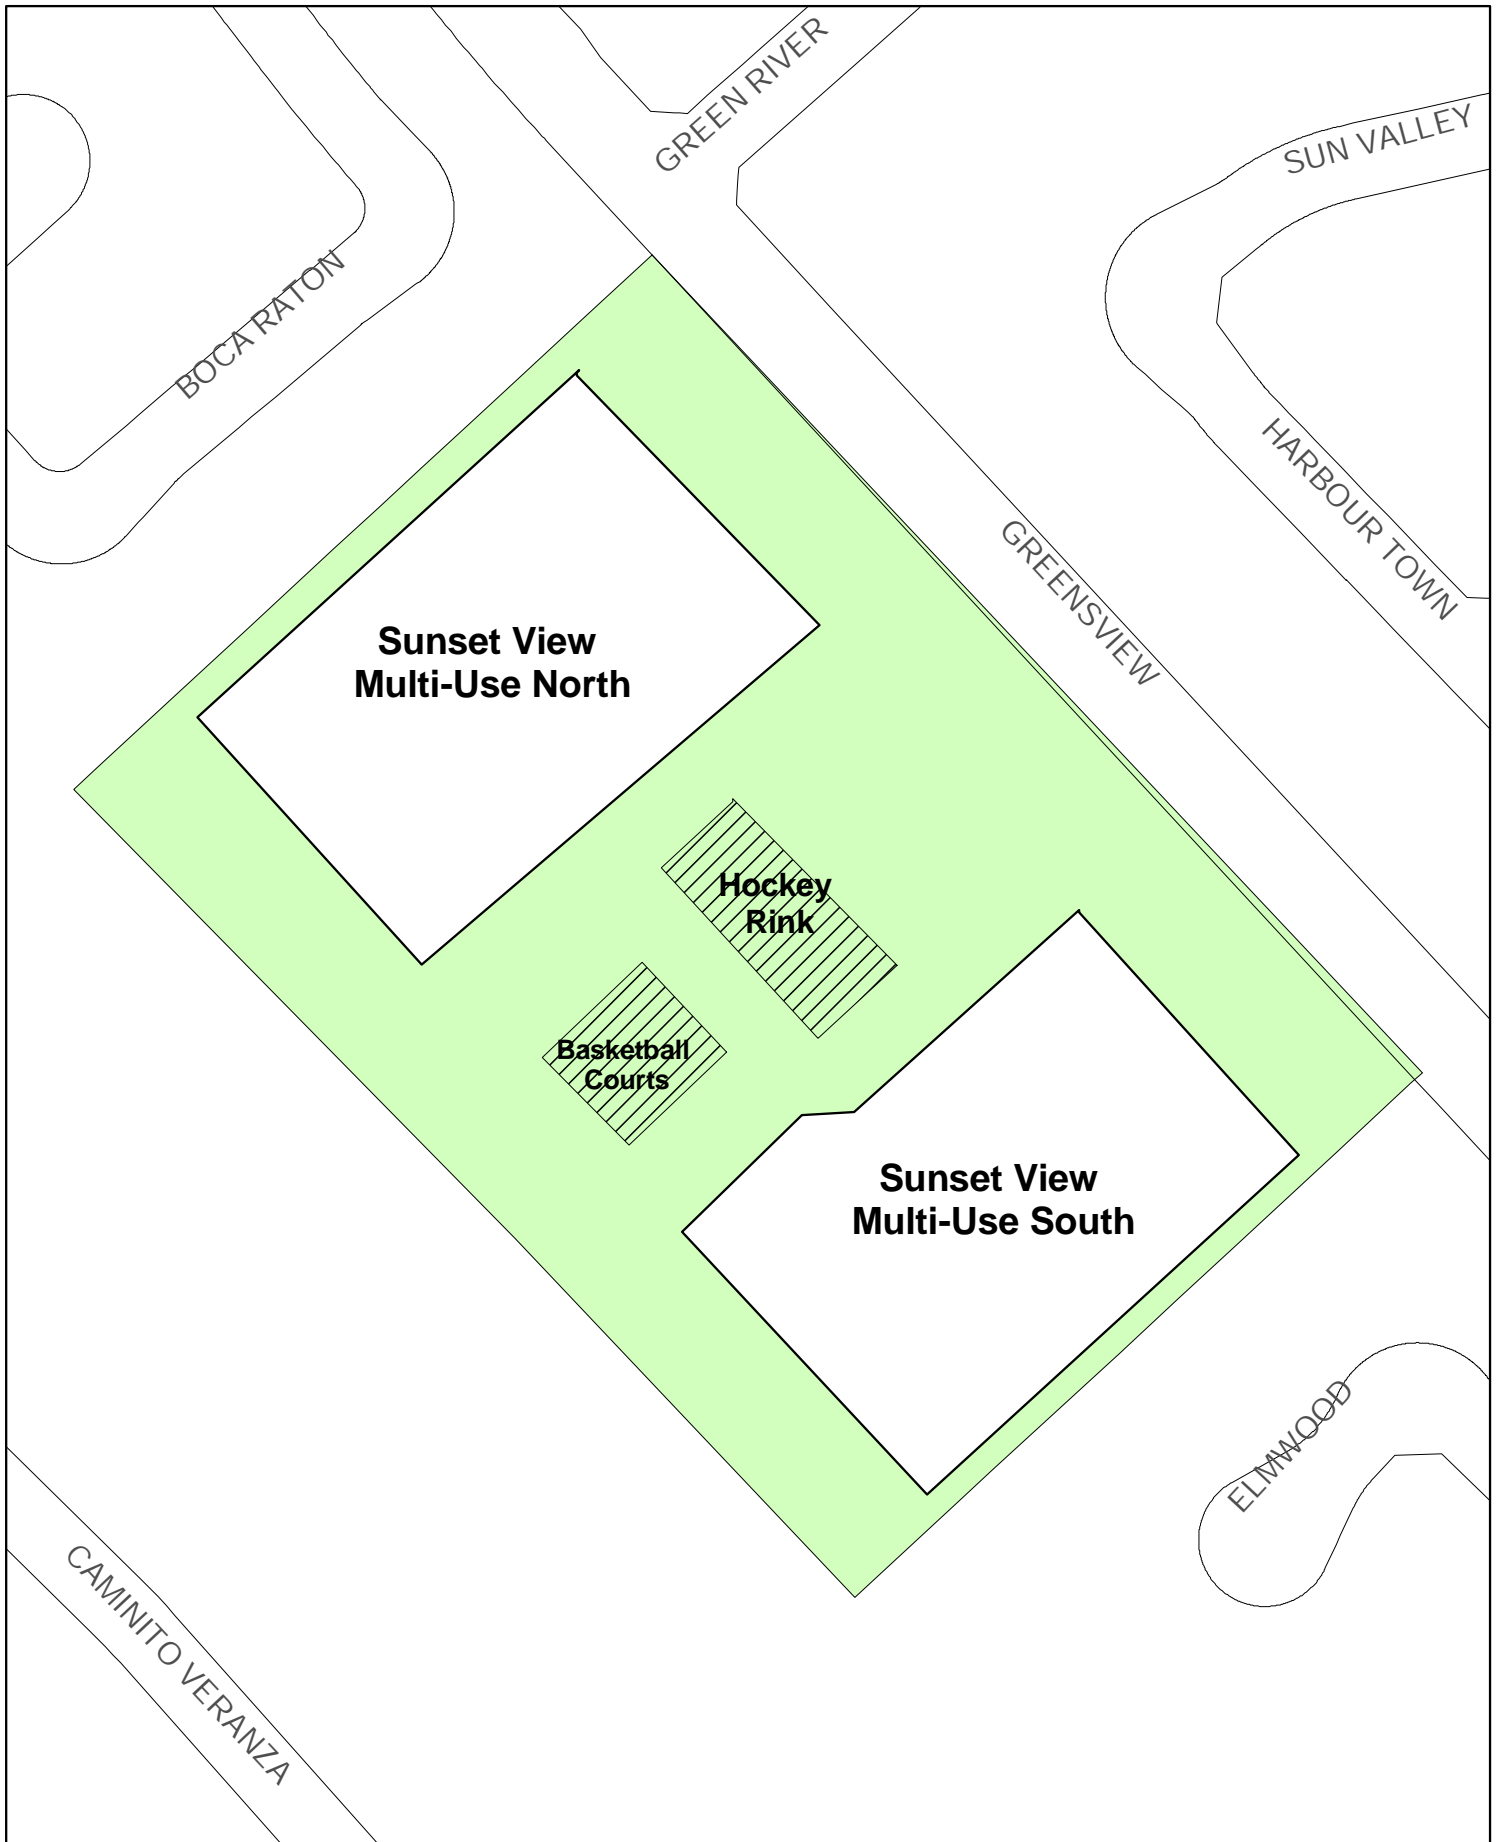 GREEN RIVER
SUN VALLEY
BOCA RATON
HARBOUR TOWN
GREENSVIEW
Sunset View
Multi-Use North
Hockey
Rink
Basketball
Courts
Sunset View
Multi-Use South
ELMWOOD
CAMINITO VERANZA